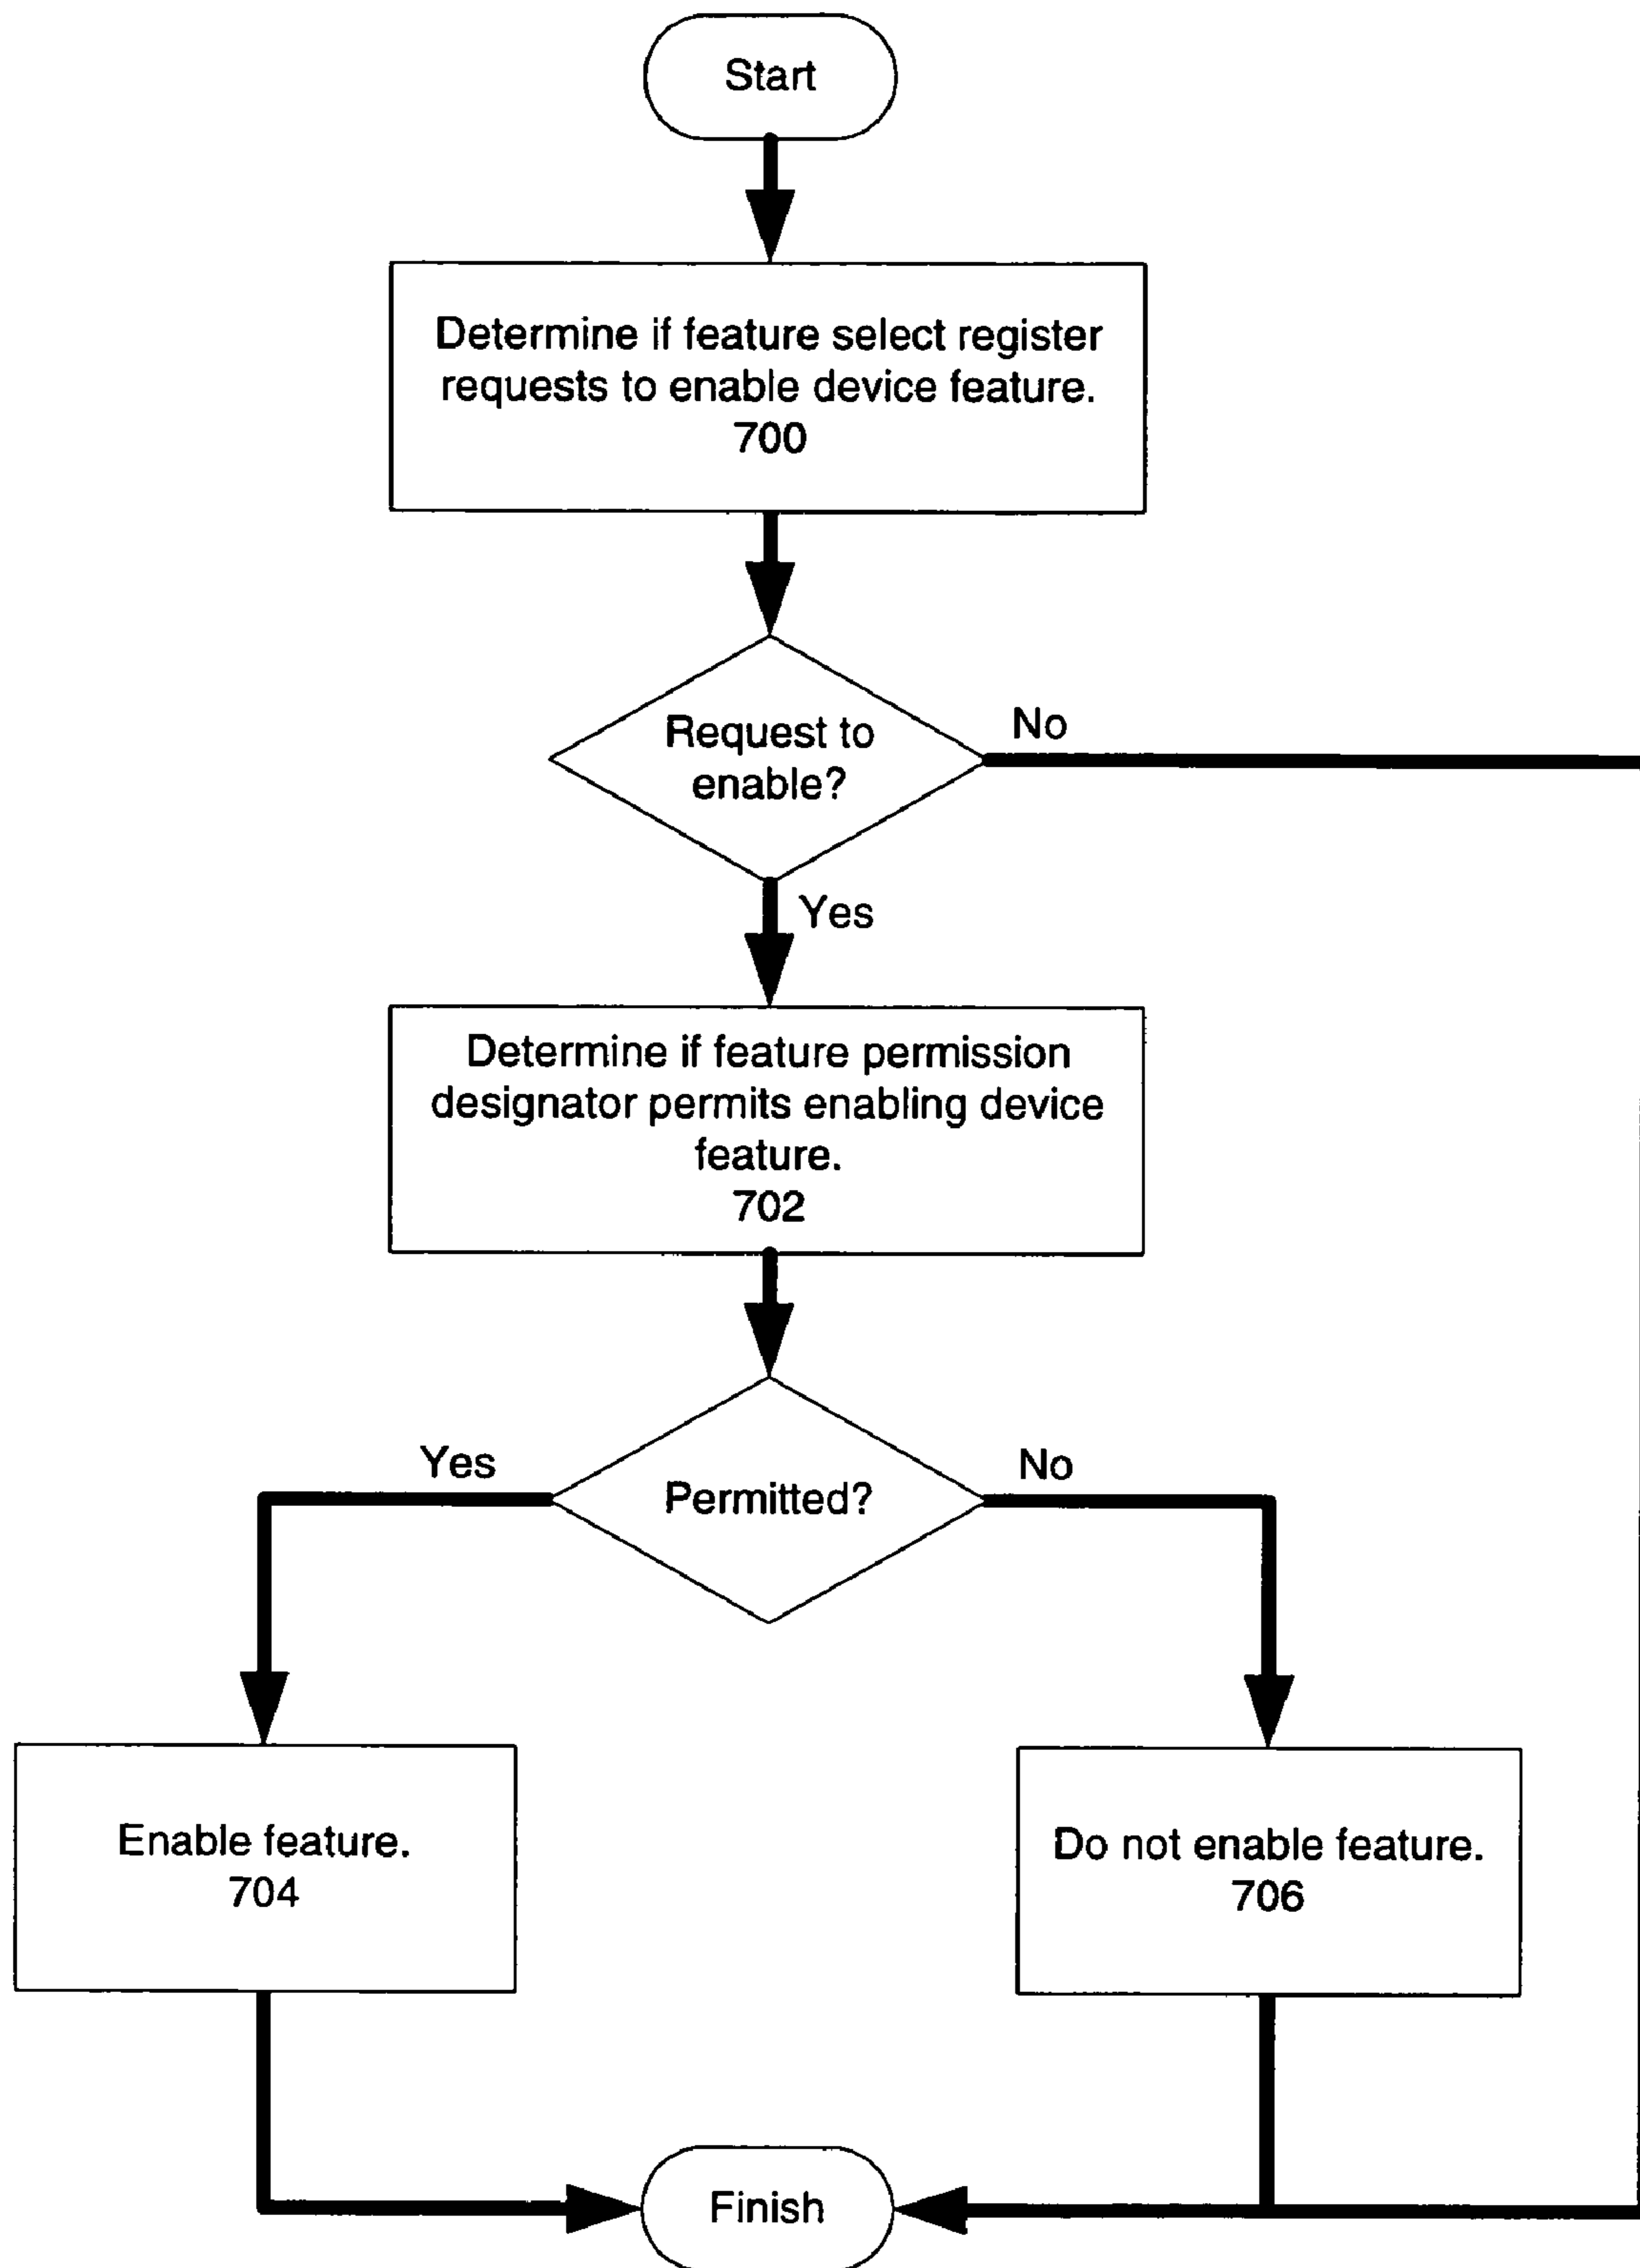 Start
Determine if feature select register
requests to enable device feature.
700
Request to
enable?
No
Yes
Determine if feature permission
designator permits enabling device
feature.
702
Yes
Permitted?
No
Enable feature.
704
Do not enable feature.
706
Finish